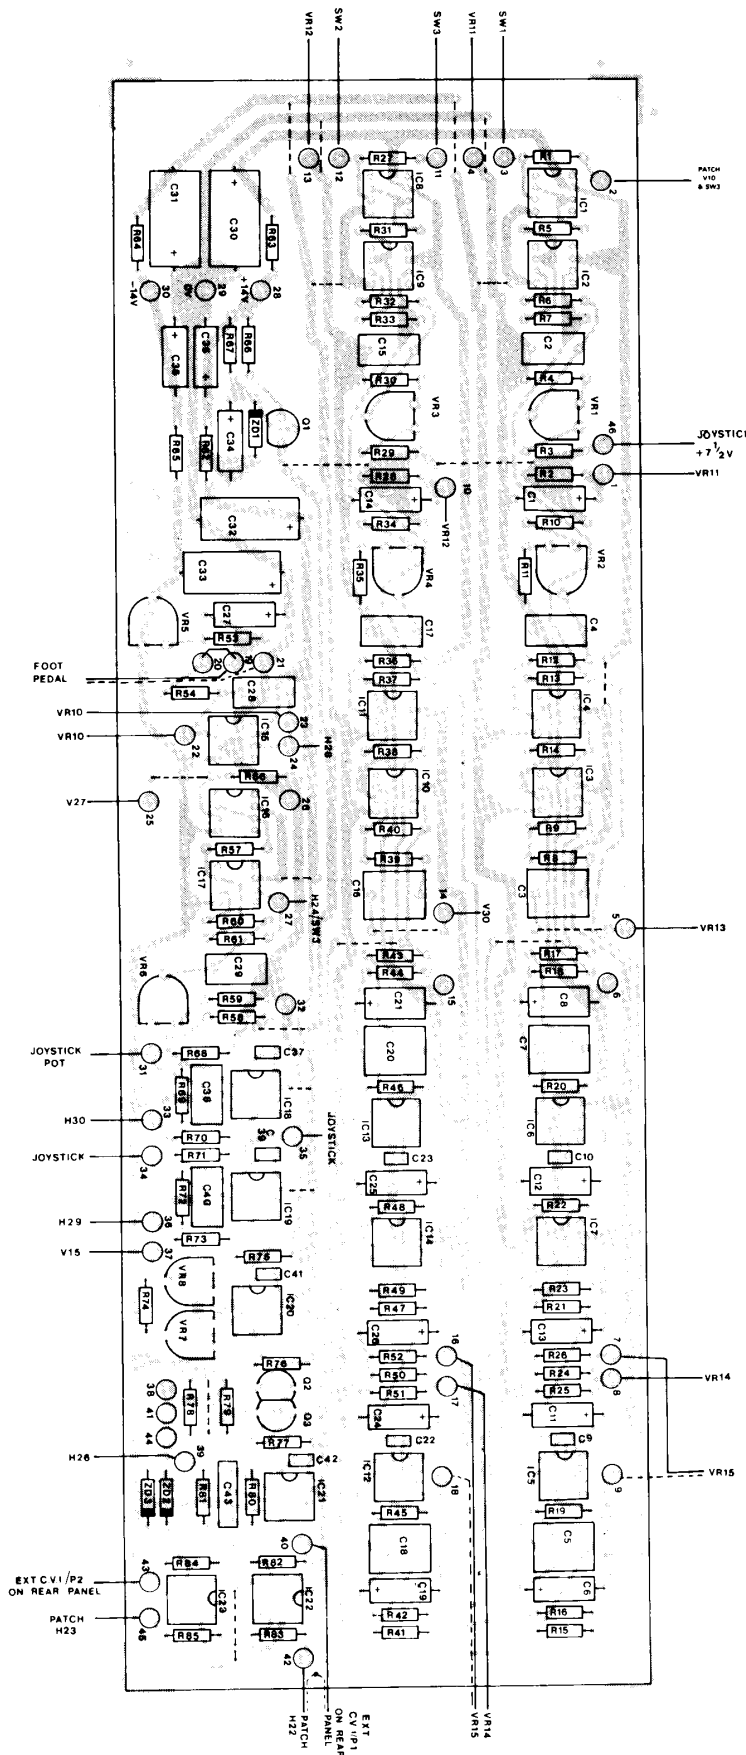 VR12
SW2
SW3
VR11
SW1
13
12
11
4
3
2
PATCH
V10
& SW3
R27
R1
IC8
IC1
C31
C30
R31
R5
R64
R63
IC9
IC2
-14V
30
0V
29
+14V
28
R32
R6
R33
R7
C36
C35
R67
R66
C15
C2
R30
R4
VR3
VR1
46
JOYSTICK
+7 1/2V
C34
ZD1
Q1
R65
R62
R29
R3
R28
R2
1
VR11
10
VR12
C14
C1
C32
R34
R10
C33
R35
VR4
R11
VR2
VR5
C27
C17
C4
R53
FOOT
PEDAL
20
19
21
R36
R12
R37
R13
R54
C28
VR10
23
IC11
IC4
VR10
22
IC15
24
H28
R38
R14
R56
IC10
IC3
V27
25
IC16
26
R57
R40
R9
R39
R8
IC17
C16
C3
27
H24/SW3
14
V30
R60
5
VR13
R61
R43
R17
C29
R44
R18
VR6
15
6
R59
32
C21
C8
R58
JOYSTICK
POT
31
R68
C37
C20
C7
R69
C38
IC18
R46
R20
H30
33
IC13
IC6
R70
C
39
35
JOYSTICK
JOYSTICK
34
R71
C23
C10
R72
C40
IC19
C25
C12
H29
36
R48
R22
R73
IC14
IC7
V15
37
R75
VR8
C41
R74
IC20
R49
R23
VR7
R47
R21
C26
C13
R76
R52
16
R26
7
38
R78
R79
Q2
R50
R24
8
VR14
41
R51
17
R25
Q3
C24
C11
44
R77
C22
C9
H26
39
C42
VR15
ZD3
ZD2
R81
C43
R80
IC21
IC12
18
IC5
9
R45
R19
40
C18
C5
R84
R82
EXT CV1/P2
ON REAR PANEL
43
IC23
IC22
C19
C6
PATCH
H23
45
R42
R16
R85
R83
R41
R15
42
PATCH
H22
EXT
CV1/P1
ON REAR
PANEL
VR15
VR14